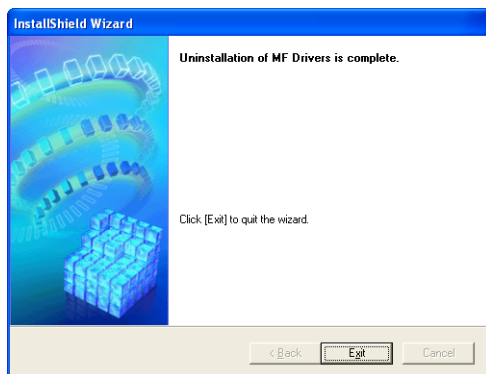 InstallShield Wizard
Uninstallation of MF Drivers is complete.
Click [Exit] to quit the wizard.
< Back Exit Cancel